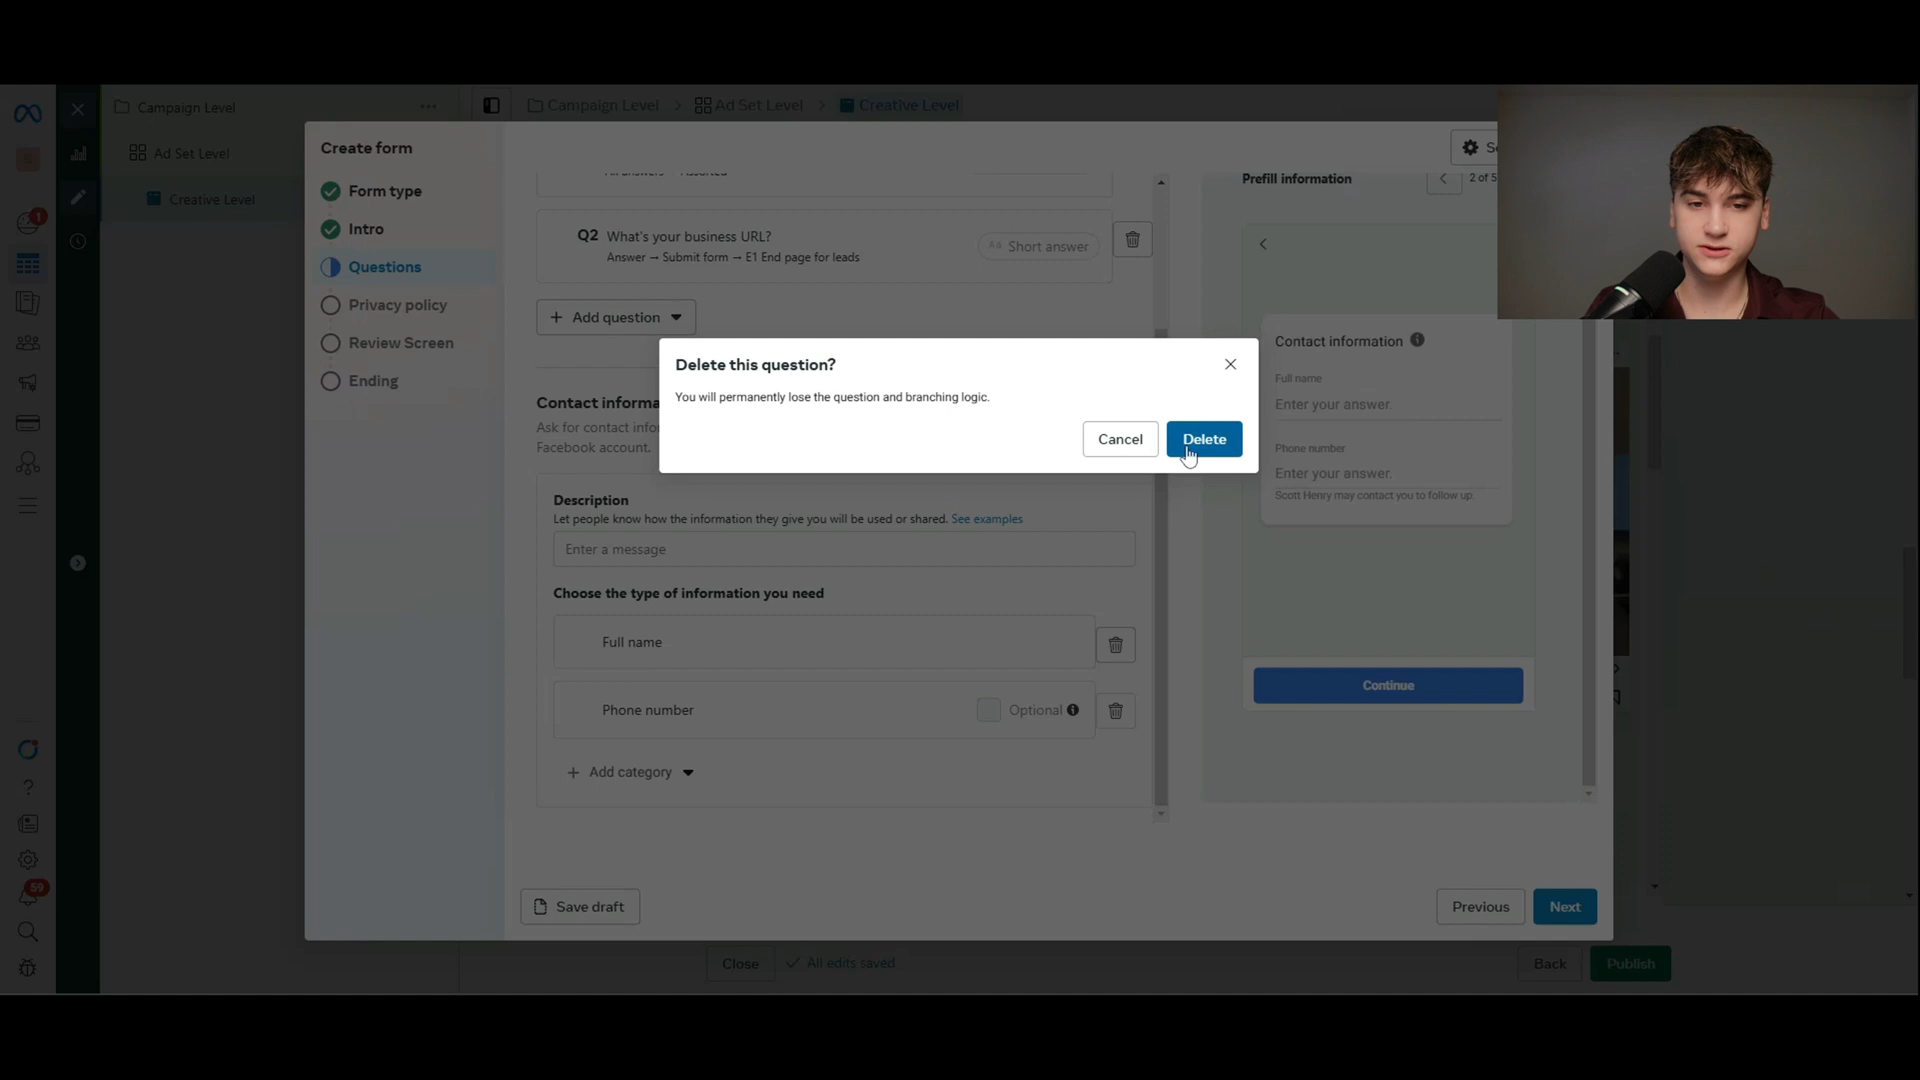 Campaign Level
Campaign Level
Ad Set Level
Creative Level
Ad Set Level
Creative Level
1
59
Create form
Form type
Intro
Questions
Privacy policy
Review Screen
Ending
Q2 What's your business URL?
Answer → Submit form → E1 End page for leads
Aa Short answer
+ Add question
Delete this question?
You will permanently lose the question and branching logic.
Cancel
Delete
Facebook account.
Description
Let people know how the information they give you will be used or shared. See examples
Enter a message
Choose the type of information you need
Full name
Phone number
Optional
+ Add category
Prefill information
2 of 5
Contact information
Full name
Enter your answer.
Phone number
Enter your answer.
Scott Henry may contact you to follow up.
Continue
Save draft
Previous
Next
Close
All edits saved
Back
Publish